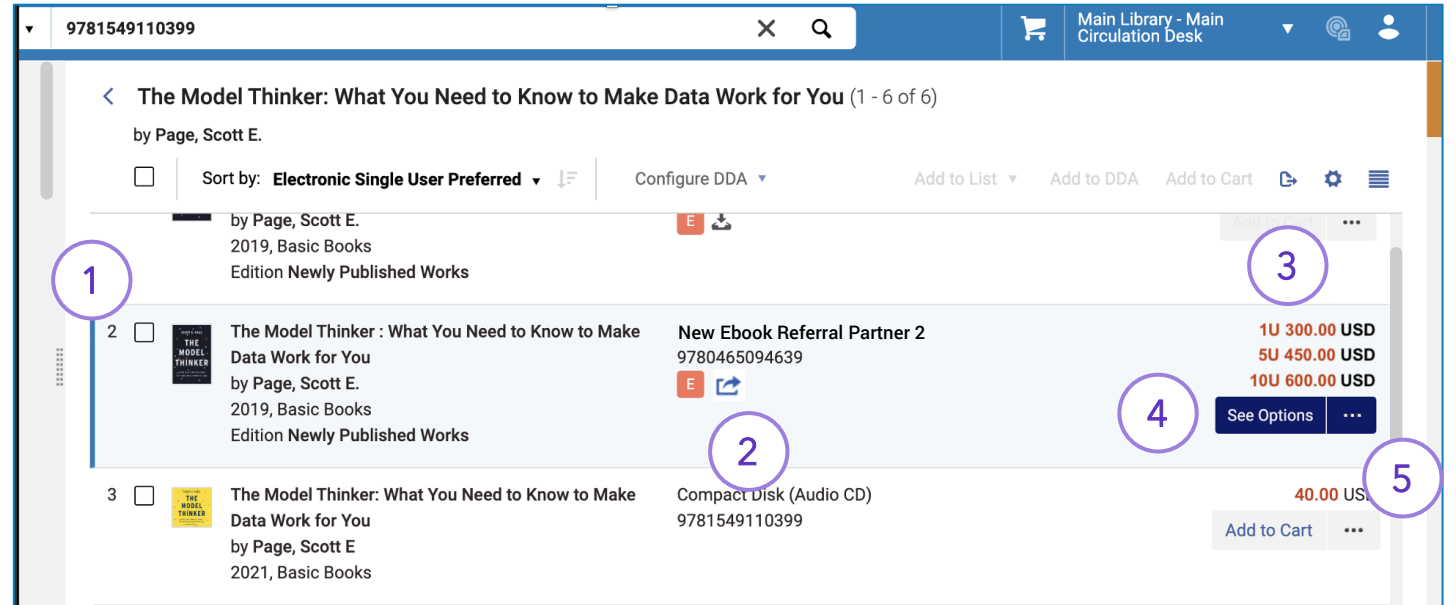 9781549110399
Main Library - Main
Circulation Desk
The Model Thinker: What You Need to Know to Make Data Work for You (1 - 6 of 6)
by Page, Scott E.
Sort by: Electronic Single User Preferred
Configure DDA
Add to List
Add to DDA
Add to Cart
by Page, Scott E.
E
Add to Cart
2019, Basic Books
Edition Newly Published Works
1
3
2
THE MODEL THINKER
The Model Thinker : What You Need to Know to Make
Data Work for You
by Page, Scott E.
2019, Basic Books
Edition Newly Published Works
New Ebook Referral Partner 2
9780465094639
E
1U 300.00 USD
5U 450.00 USD
10U 600.00 USD
4
See Options
2
5
3
THE MODEL THINKER
The Model Thinker: What You Need to Know to Make
Data Work for You
by Page, Scott E
2021, Basic Books
Compact Disk (Audio CD)
9781549110399
40.00 US
Add to Cart